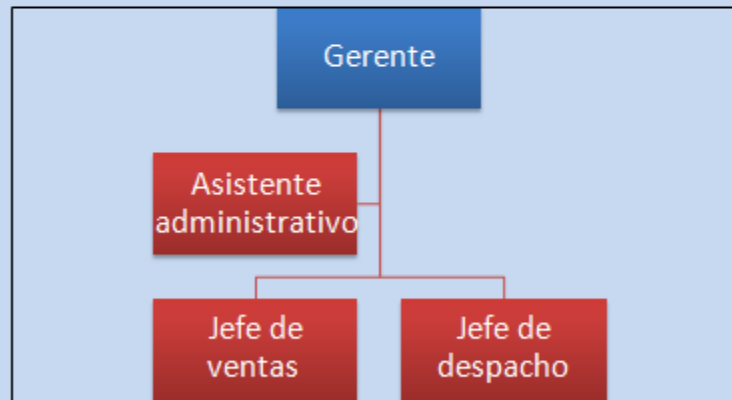 Gerente
Asistente
administrativo
Jefe de
ventas
Jefe de
despacho